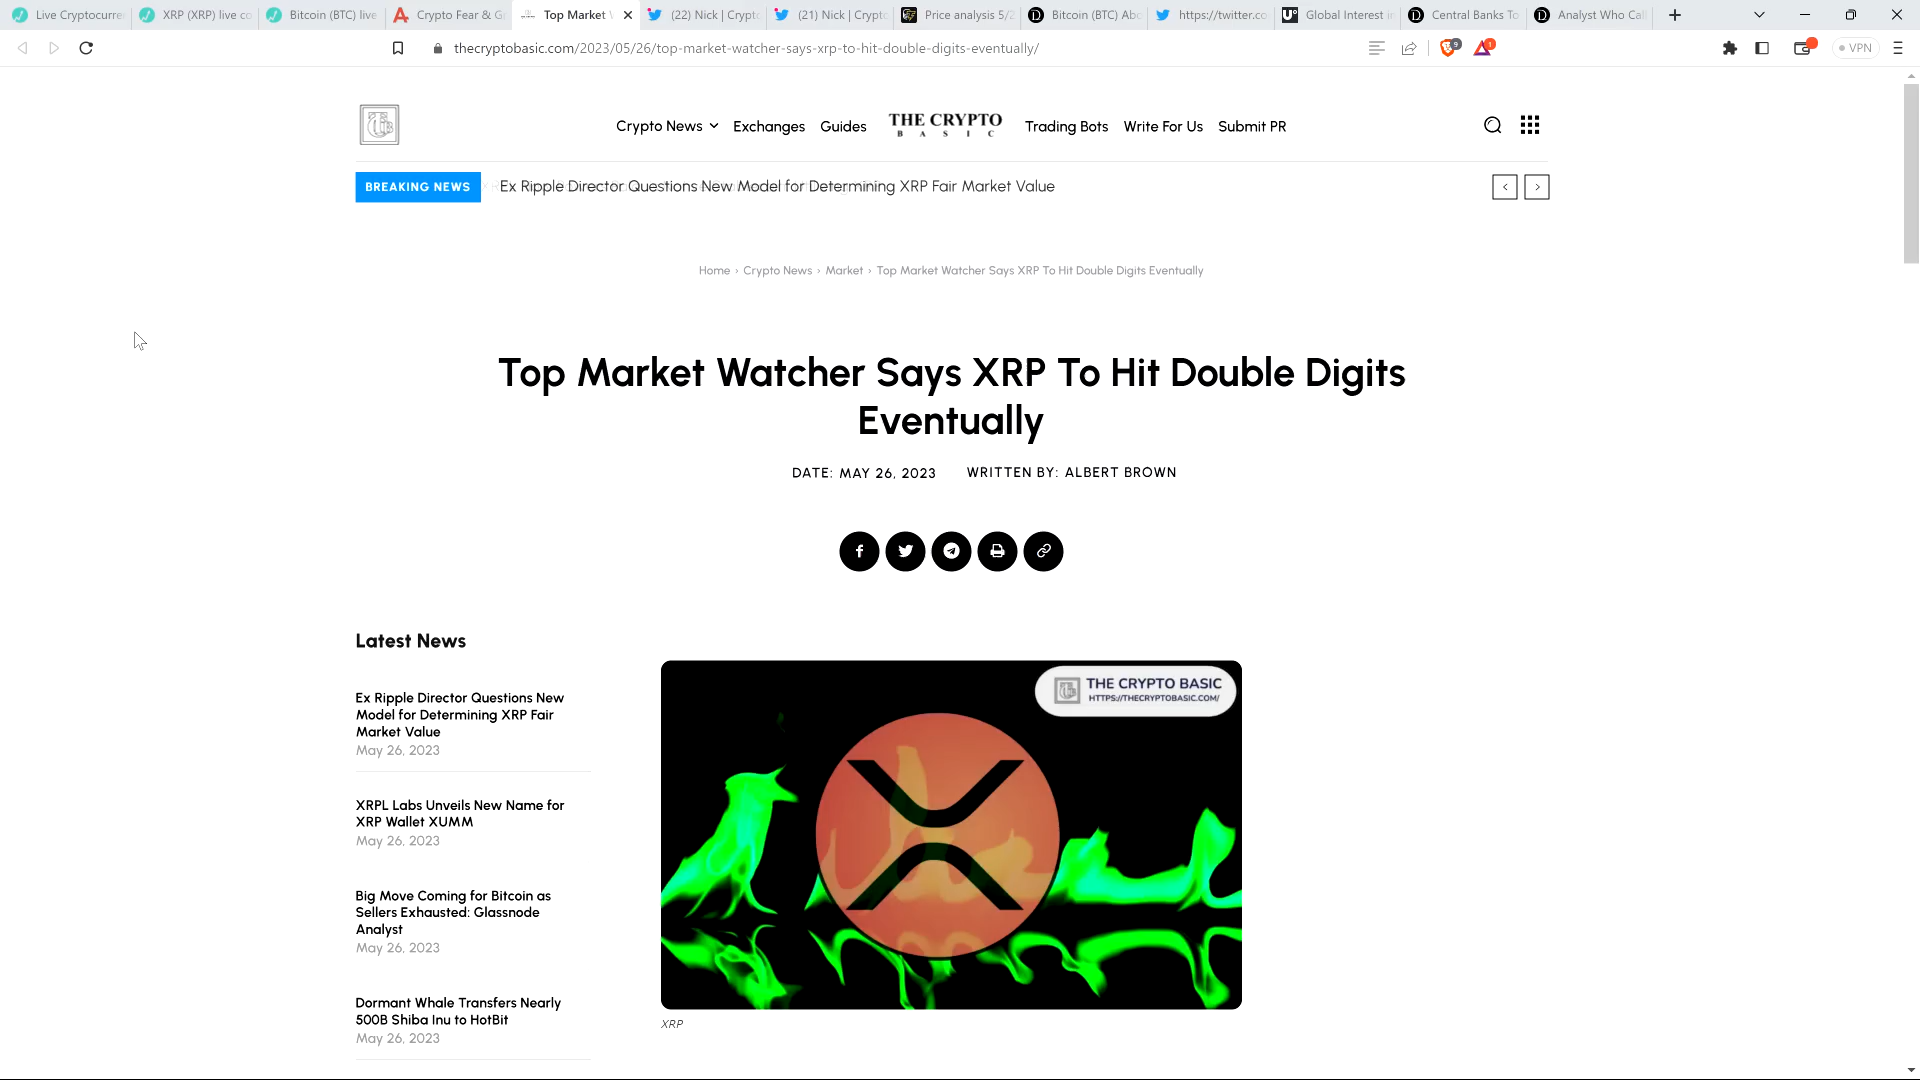 Live Cryptocurre
XRP (XRP) live co
Bitcoin (BTC) live
Crypto Fear & G
Top Market
(22) Nick | Crypto
(21) Nick | Crypto
Price analysis 5/2
Bitcoin (BTC) Abo
https://twitter.co
Global Interest in
Central Banks To
Analyst Who Call
thecryptobasic.com/2023/05/26/top-market-watcher-says-xrp-to-hit-double-digits-eventually/
9
1
VPN
Crypto News
Exchanges
Guides
THE CRYPTO
BASIC
Trading Bots
Write For Us
Submit PR
BREAKING NEWS
Ex Ripple Director Questions New Model for Determining XRP Fair Market Value
Home › Crypto News › Market › Top Market Watcher Says XRP To Hit Double Digits Eventually
Top Market Watcher Says XRP To Hit Double Digits
Eventually
DATE: MAY 26, 2023
WRITTEN BY: ALBERT BROWN
Latest News
Ex Ripple Director Questions New
Model for Determining XRP Fair
Market Value
May 26, 2023
XRPL Labs Unveils New Name for
XRP Wallet XUMM
May 26, 2023
Big Move Coming for Bitcoin as
Sellers Exhausted: Glassnode
Analyst
May 26, 2023
Dormant Whale Transfers Nearly
500B Shiba Inu to HotBit
May 26, 2023
THE CRYPTO BASIC
HTTPS://THECRYPTOBASIC.COM/
XRP